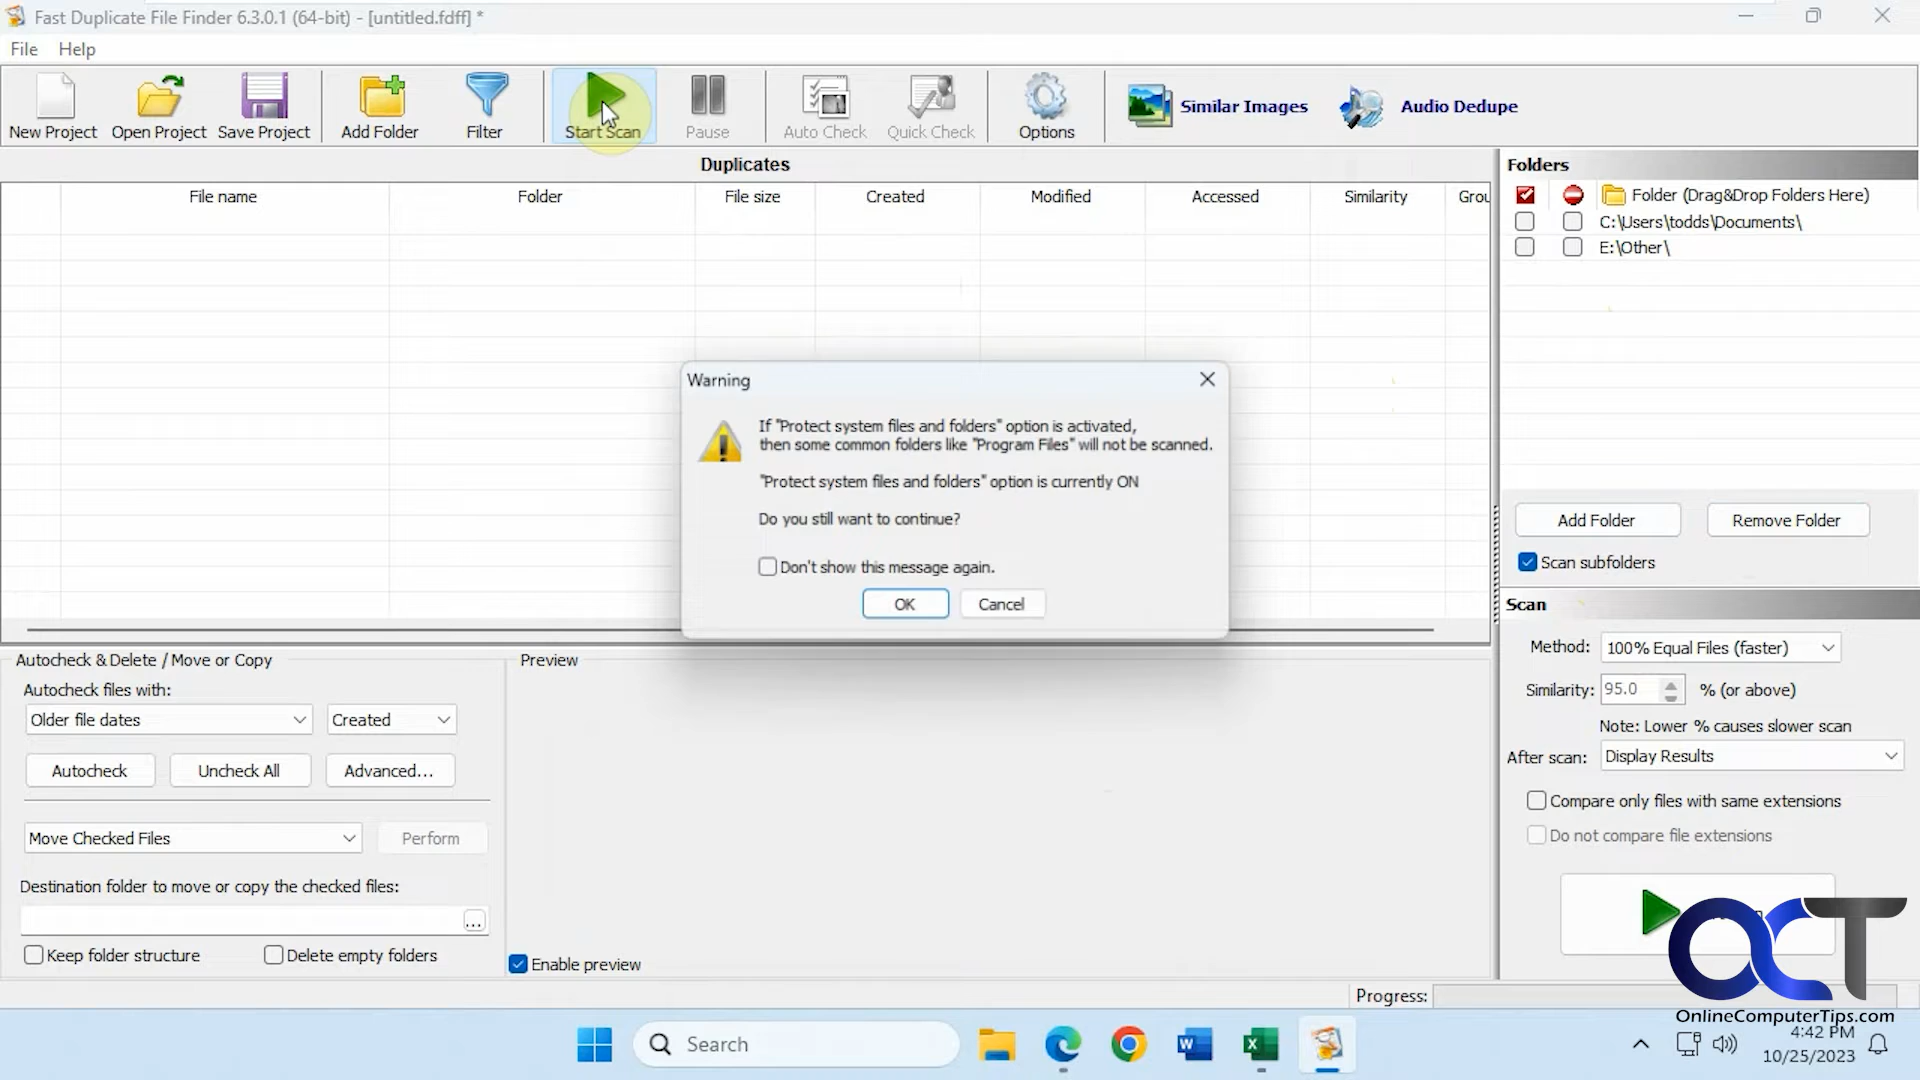 Fast Duplicate File Finder 6.3.0.1 (64-bit) - [untitled.fdff] *
File Help
New Project Open Project Save Project Add Folder Filter Start Scan Pause Auto Check Quick Check Options Similar Images Audio Dedupe
Duplicates
File name Folder File size Created Modified Accessed Similarity Grou
Folders
Folder (Drag&Drop Folders Here)
C:\Users\todds\Documents\
E:\Other\
Warning
If "Protect system files and folders" option is activated,
then some common folders like "Program Files" will not be scanned.
"Protect system files and folders" option is currently ON
Do you still want to continue?
Don't show this message again.
OK Cancel
Add Folder Remove Folder
Scan subfolders
Scan
Method: 100% Equal Files (faster)
Similarity: 95.0 % (or above)
Note: Lower % causes slower scan
After scan: Display Results
Compare only files with same extensions
Do not compare file extensions
Autocheck & Delete / Move or Copy
Autocheck files with:
Older file dates Created
Autocheck Uncheck All Advanced...
Move Checked Files Perform
Destination folder to move or copy the checked files:
...
Keep folder structure Delete empty folders
Preview
Enable preview
Progress:
OCT
OnlineComputerTips.com
Search
4:42 PM
10/25/2023